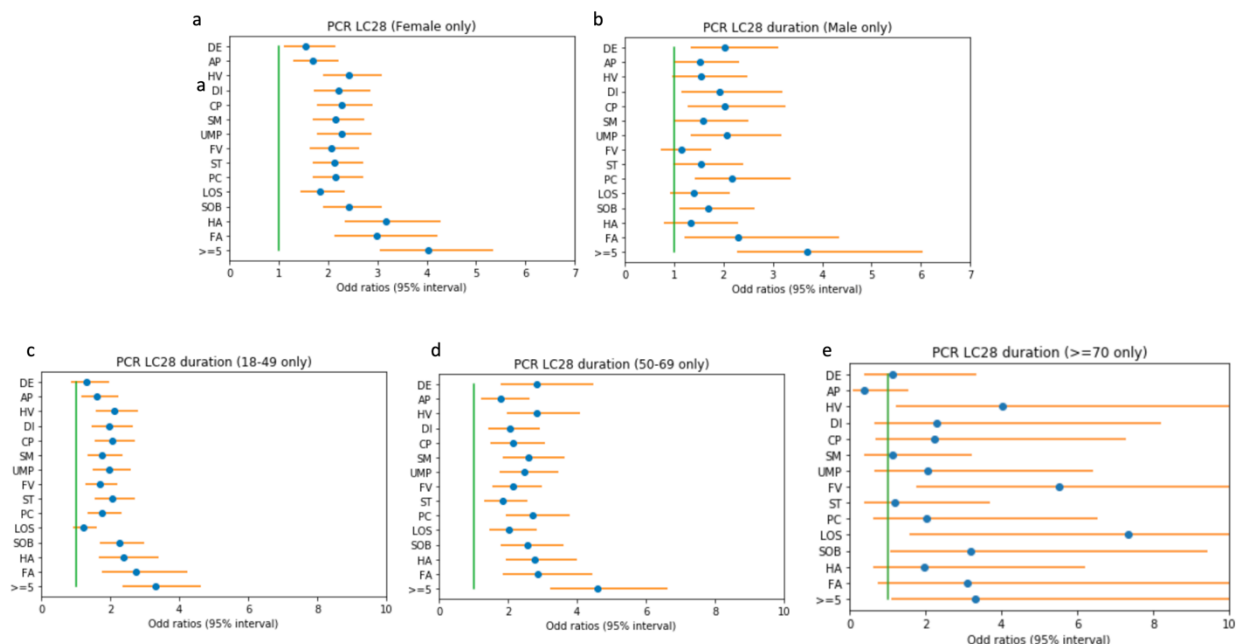 a
PCR LC28 (Female only)
DE
AP
HV
a
DI
CP
SM
UMP
FV
ST
PC
LOS
SOB
HA
FA
>=5
0 1 2 3 4 5 6 7
Odd ratios (95% interval)
b
PCR LC28 duration (Male only)
DE
AP
HV
DI
CP
SM
UMP
FV
ST
PC
LOS
SOB
HA
FA
>=5
0 1 2 3 4 5 6 7
Odd ratios (95% interval)
c
PCR LC28 duration (18-49 only)
DE
AP
HV
DI
CP
SM
UMP
FV
ST
PC
LOS
SOB
HA
FA
>=5
0 2 4 6 8 10
Odd ratios (95% interval)
d
PCR LC28 duration (50-69 only)
DE
AP
HV
DI
CP
SM
UMP
FV
ST
PC
LOS
SOB
HA
FA
>=5
0 2 4 6 8 10
Odd ratios (95% interval)
e
PCR LC28 duration (>=70 only)
DE
AP
HV
DI
CP
SM
UMP
FV
ST
PC
LOS
SOB
HA
FA
>=5
0 2 4 6 8 10
Odd ratios (95% interval)